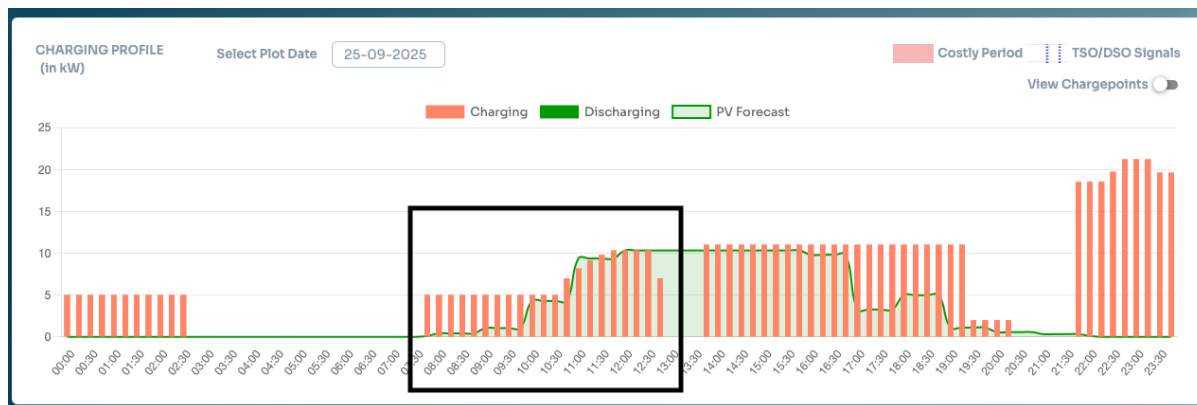 CHARGING PROFILE
(in kW)
Select Plot Date 25-09-2025
Costly Period TSO/DSO Signals
View Chargepoints
Charging Discharging PV Forecast
25
20
15
10
5
0
00:00 00:30 01:00 01:30 02:00 02:30 03:00 03:30 04:00 04:30 05:00 05:30 06:00 06:30 07:00 07:30 08:00 08:30 09:00 09:30 10:00 10:30 11:00 11:30 12:00 12:30 13:00 13:30 14:00 14:30 15:00 15:30 16:00 16:30 17:00 17:30 18:00 18:30 19:00 19:30 20:00 20:30 21:00 21:30 22:00 22:30 23:00 23:30